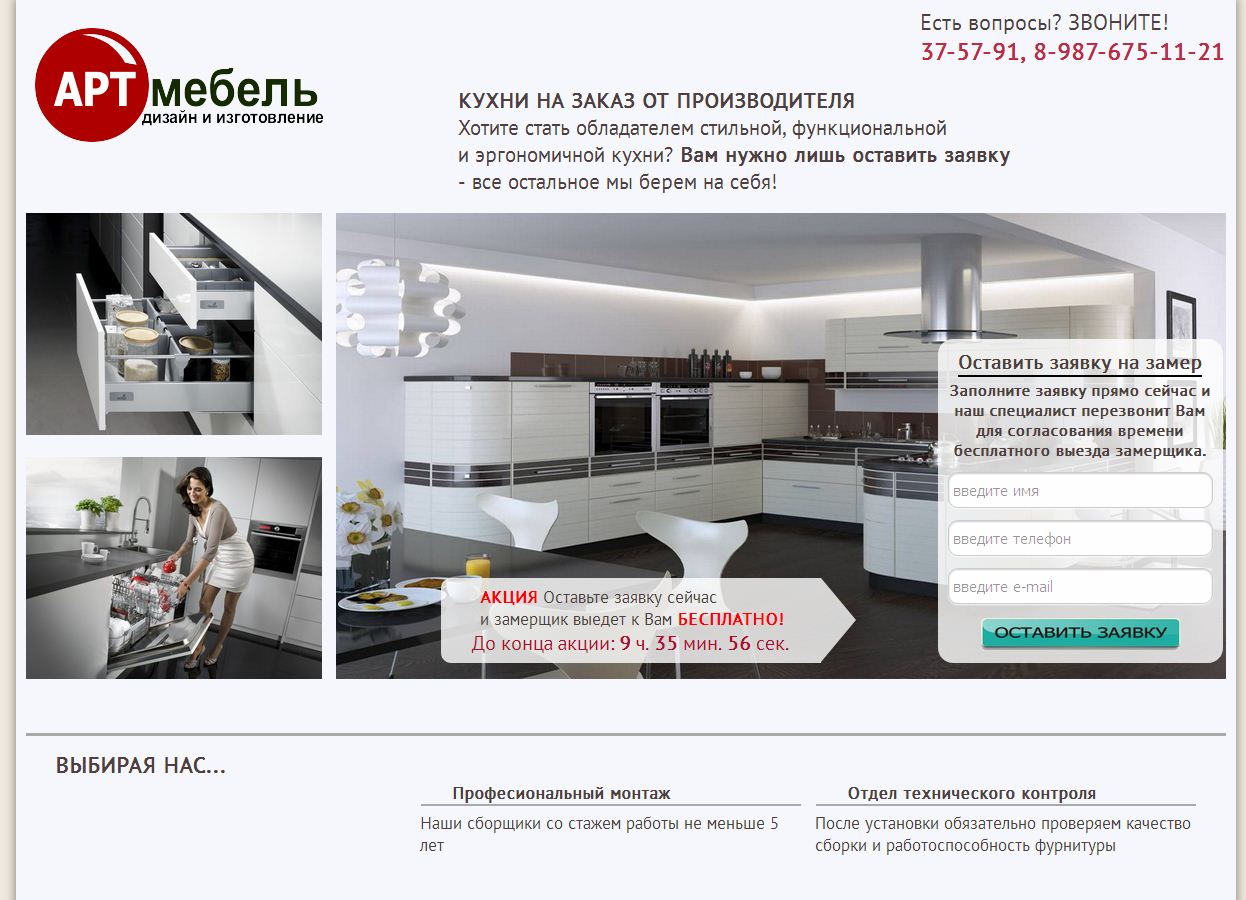 Есть вопросы? ЗВОНИТЕ!
37-57-91, 8-987-675-11-21
АРТ мебель
дизайн и изготовление
КУХНИ НА ЗАКАЗ ОТ ПРОИЗВОДИТЕЛЯ
Хотите стать обладателем стильной, функциональной
и эргономичной кухни? Вам нужно лишь оставить заявку
- все остальное мы берем на себя!
Оставить заявку на замер
Заполните заявку прямо сейчас и
наш специалист перезвонит Вам
для согласования времени
бесплатного выезда замерщика.
введите имя
введите телефон
введите e-mail
ОСТАВИТЬ ЗАЯВКУ
АКЦИЯ Оставьте заявку сейчас
и замерщик выедет к Вам БЕСПЛАТНО!
До конца акции: 9 ч. 35 мин. 56 сек.
ВЫБИРАЯ НАС...
Професиональный монтаж
Наши сборщики со стажем работы не меньше 5
лет
Отдел технического контроля
После установки обязательно проверяем качество
сборки и работоспособность фурнитуры